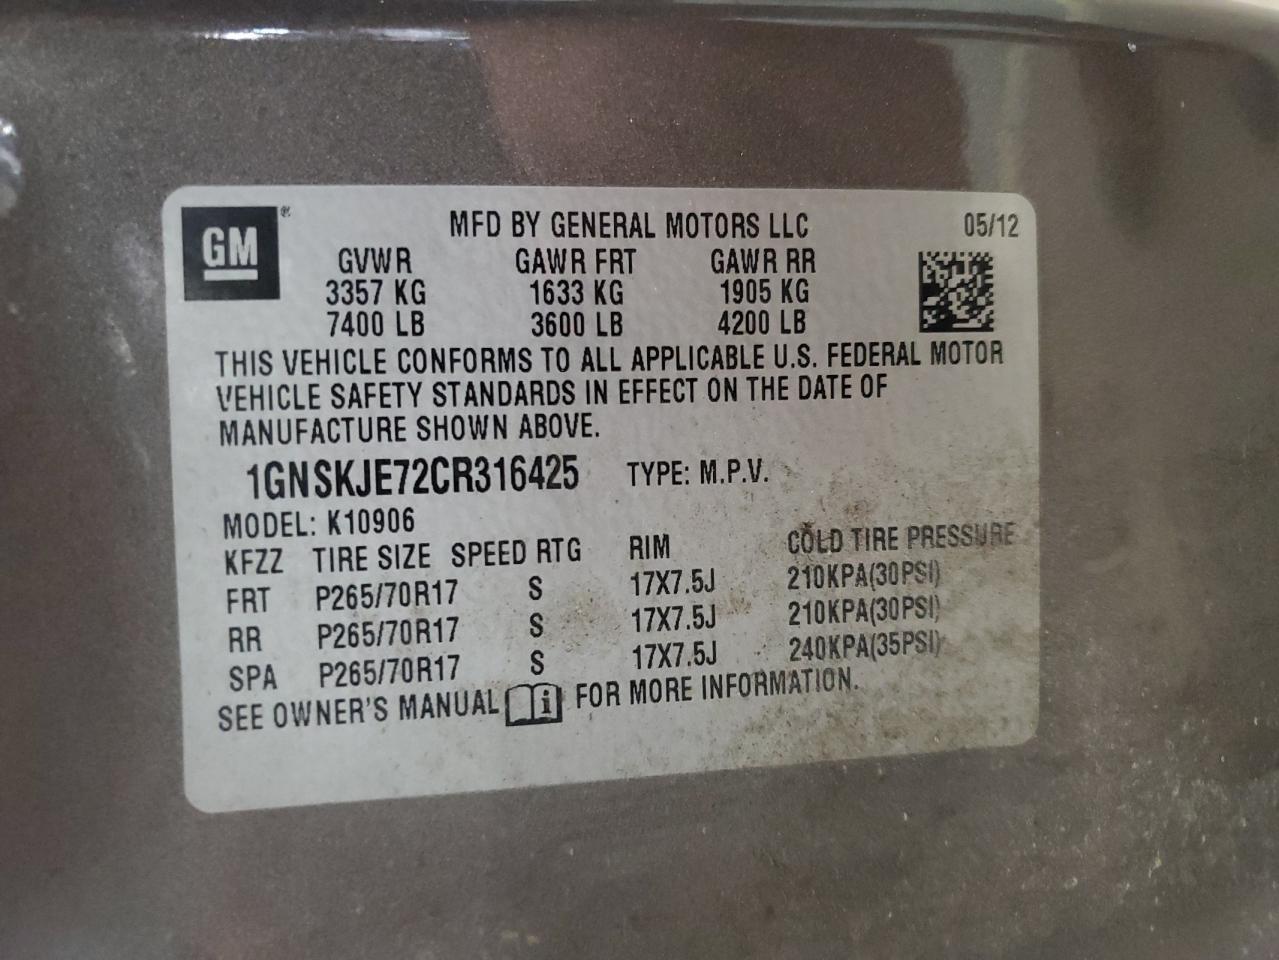 GM ®
MFD BY GENERAL MOTORS LLC 05/12
GVWR GAWR FRT GAWR RR
3357 KG 1633 KG 1905 KG
7400 LB 3600 LB 4200 LB
THIS VEHICLE CONFORMS TO ALL APPLICABLE U.S. FEDERAL MOTOR
VEHICLE SAFETY STANDARDS IN EFFECT ON THE DATE OF
MANUFACTURE SHOWN ABOVE.
1GNSKJE72CR316425 TYPE: M.P.V.
MODEL: K10906
KFZZ TIRE SIZE SPEED RTG RIM COLD TIRE PRESSURE
FRT P265/70R17 S 17X7.5J 210KPA(30PSI)
RR P265/70R17 S 17X7.5J 210KPA(30PSI)
SPA P265/70R17 S 17X7.5J 240KPA(35PSI)
SEE OWNER'S MANUAL i FOR MORE INFORMATION.